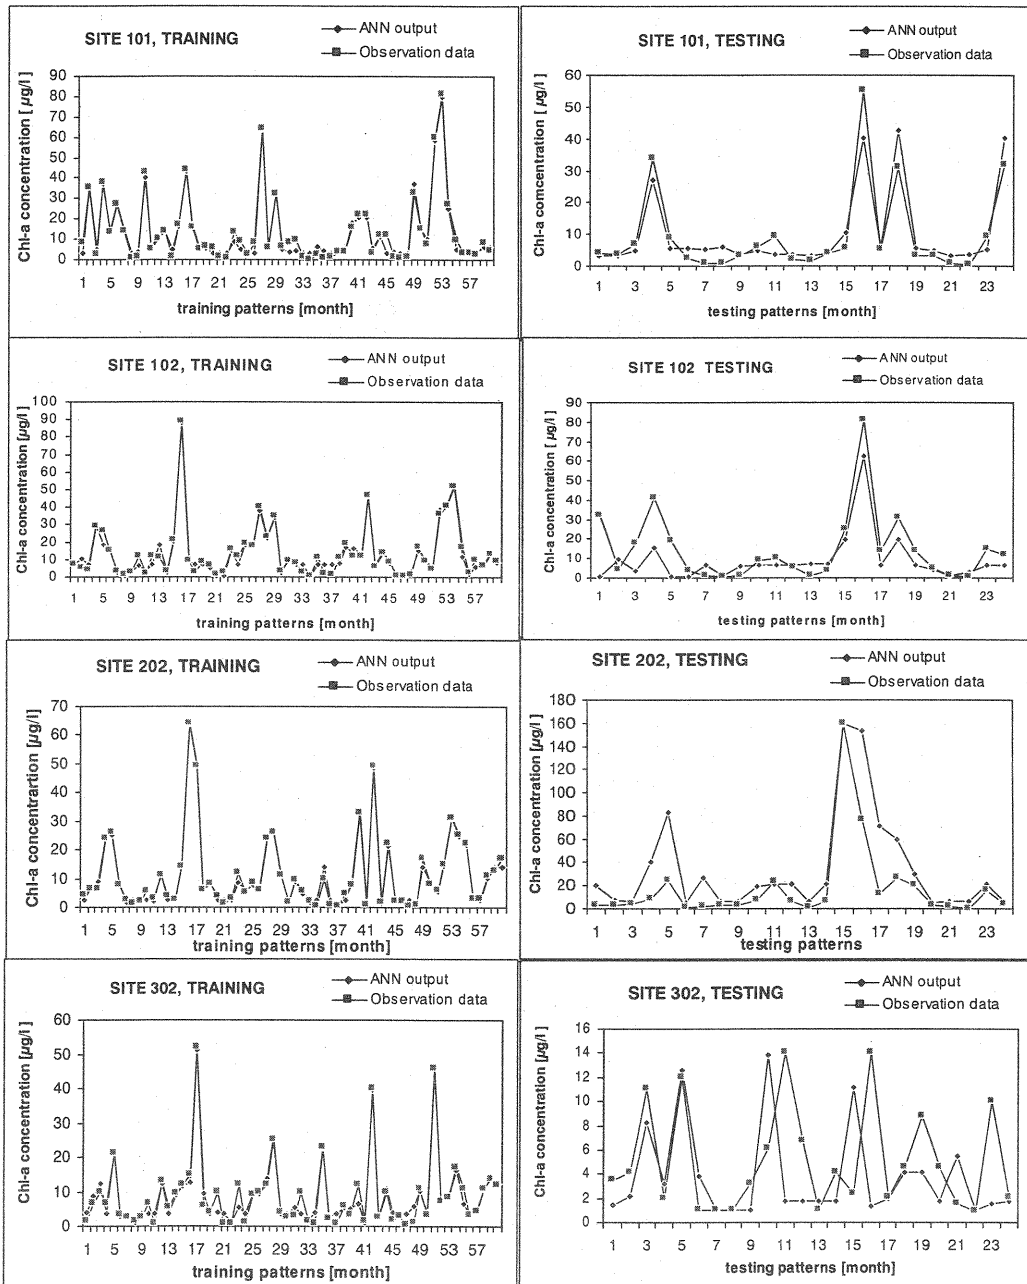 SITE 101, TRAINING
ANN output
Observation data
Chl-a concentration [ µg/l]
90
80
70
60
50
40
30
20
10
0
1 5 9 13 17 21 25 29 33 37 41 45 49 53 57
training patterns [month]
SITE 101, TESTING
ANN output
Observation data
Chl-a comcentration [ µg/l]
60
50
40
30
20
10
0
1 3 5 7 9 11 13 15 17 19 21 23
testing patterns [month]
SITE 102, TRAINING
ANN output
Observation data
Chl-a concentration [µg/l]
100
90
80
70
60
50
40
30
20
10
0
1 5 9 13 17 21 25 29 33 37 41 45 49 53 57
training patterns [month]
SITE 102 TESTING
ANN output
Observation data
Chl-a concentration [ µg/l]
90
80
70
60
50
40
30
20
10
0
1 3 5 7 9 11 13 15 17 19 21 23
testing patterns [month]
SITE 202, TRAINING
ANN output
Observation data
Chl-a concentrartion [µg/l]
70
60
50
40
30
20
10
0
1 5 9 13 17 21 25 29 33 37 41 45 49 53 57
training patterns [month]
SITE 202, TESTING
ANN output
Observation data
Chl-a concentration [µg/l]
180
160
140
120
100
80
60
40
20
0
1 3 5 7 9 11 13 15 17 19 21 23
testing patterns
SITE 302, TRAINING
ANN output
Observation data
Chl-a concentration [µg/l ]
60
50
40
30
20
10
0
1 5 9 13 17 21 25 29 33 37 41 45 49 53 57
training patterns [month]
SITE 302, TESTING
ANN output
Observation data
Chl-a concentration [µg/l]
16
14
12
10
8
6
4
2
0
1 3 5 7 9 11 13 15 17 19 21 23
testing patterns [month]